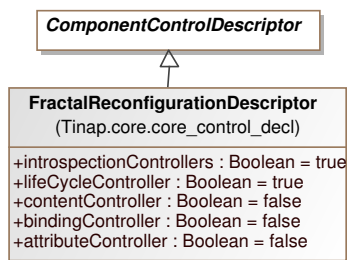 ComponentControlDescriptor
FractalReconfigurationDescriptor
(Tinap.core.core_control_decl)
+introspectionControllers : Boolean = true
+lifeCycleController : Boolean = true
+contentController : Boolean = false
+bindingController : Boolean = false
+attributeController : Boolean = false